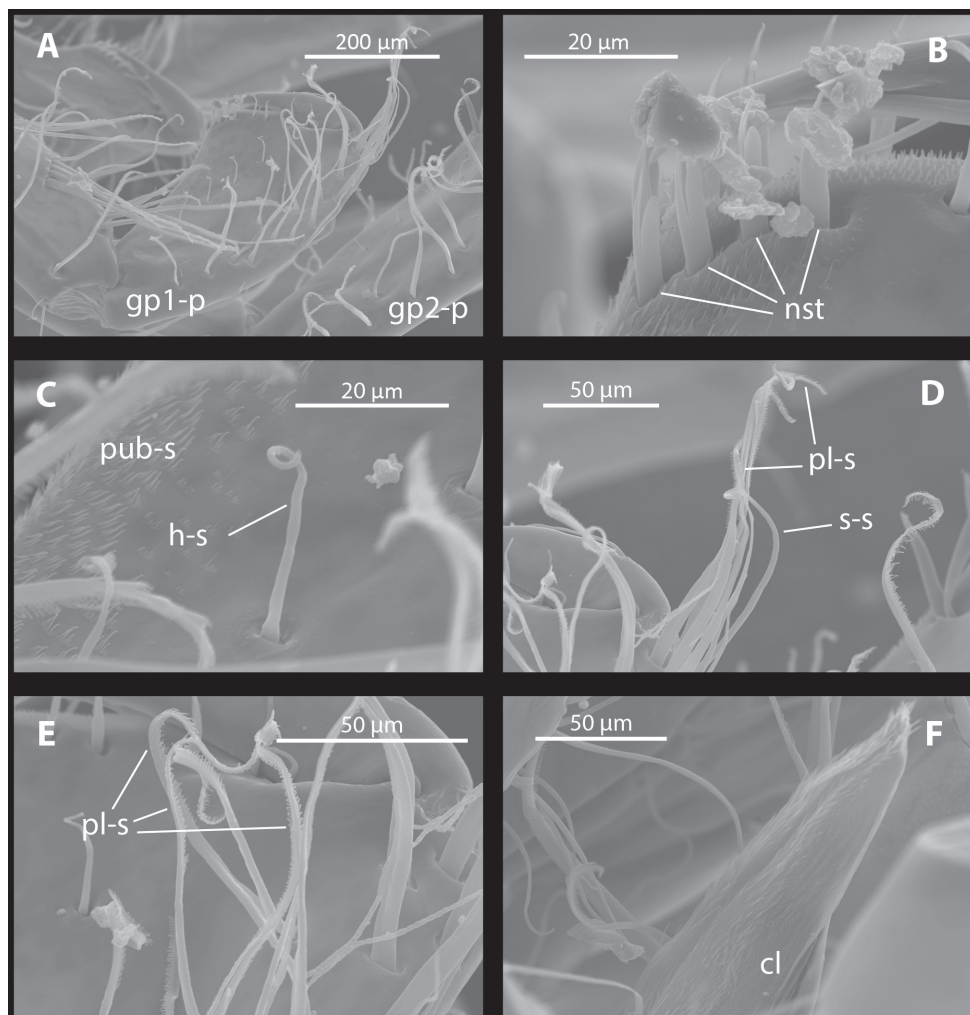 A
200 µm
gp1-p
gp2-p
20 µm
B
nst
C
20 µm
pub-s
h-s
50 µm
D
pl-s
s-s
E
50 µm
pl-s
50 µm
F
cl